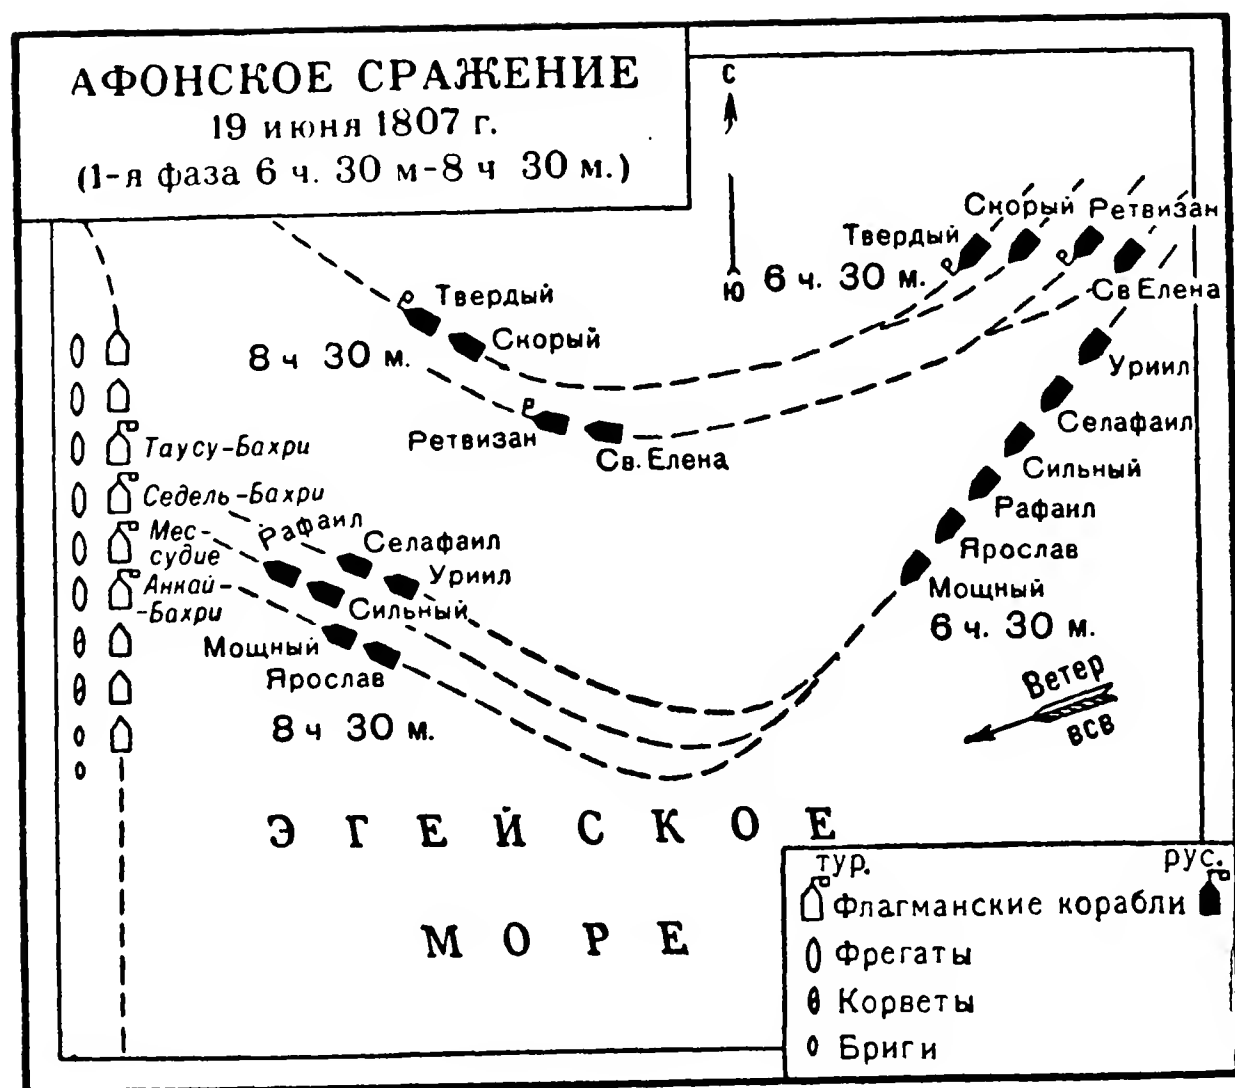 АФОНСКОЕ СРАЖЕНИЕ
19 июня 1807 г.
(1-я фаза 6 ч. 30 м-8 ч 30 м.)
С
Ю
Скорый
Ретвизан
Твердый
6 ч. 30 м.
Св Елена
Твердый
Скорый
8 ч 30 м.
Уриил
Селафаил
Сильный
Рафаил
Ярослав
Мощный
6 ч. 30 м.
Ретвизан
Св. Елена
Таусу-Бахри
Седель-Бахри
Мес-
судие
Анкай-
-Бахри
Рафаил
Селафаил
Уриил
Сильный
Мощный
Ярослав
8 ч 30 м.
Ветер
ВСВ
ЭГЕЙСКОЕ
МОРЕ
тур. рус.
Флагманские корабли
Фрегаты
Корветы
Бриги